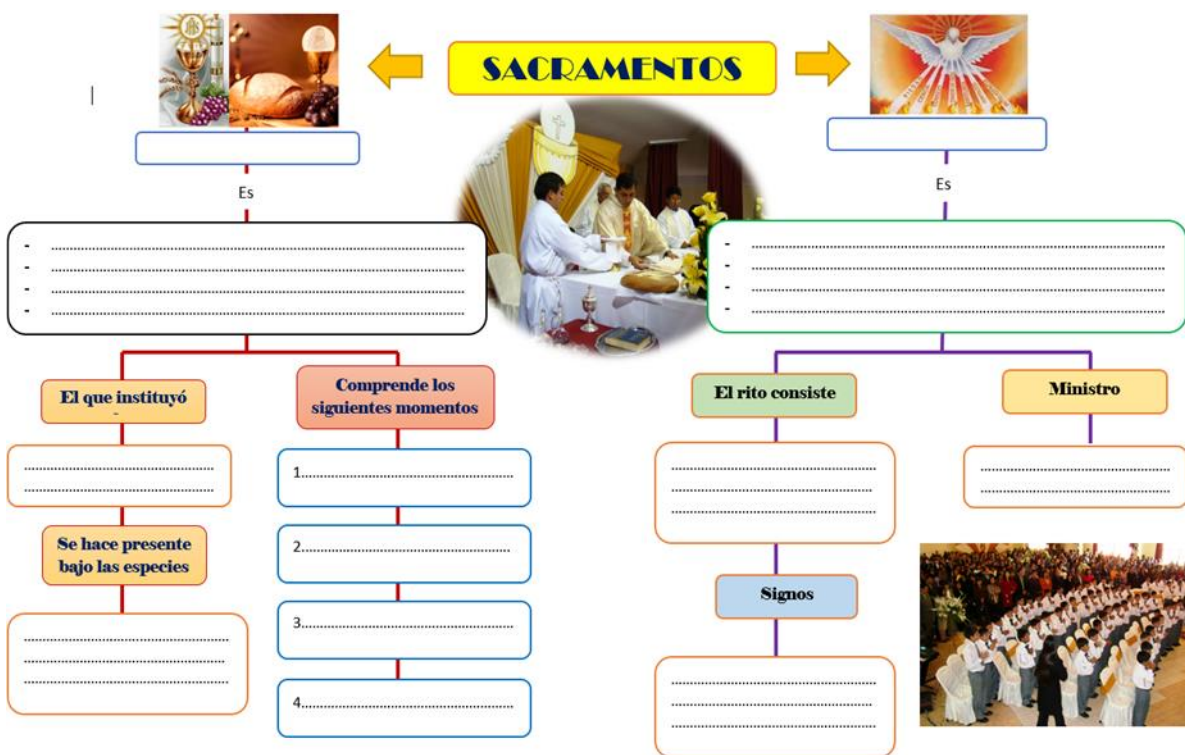 SACRAMENTOS
Es
- ................................................................
- ................................................................
- ................................................................
- ................................................................
El que instituyó
-
................................................
................................................
Se hace presente
bajo las especies
................................................
................................................
................................................
Comprende los
siguientes momentos
1................................................
2................................................
3................................................
4................................................
Es
- ................................................................
- ................................................................
- ................................................................
- ................................................................
El rito consiste
................................................
................................................
................................................
Signos
................................................
................................................
................................................
Ministro
................................................
................................................